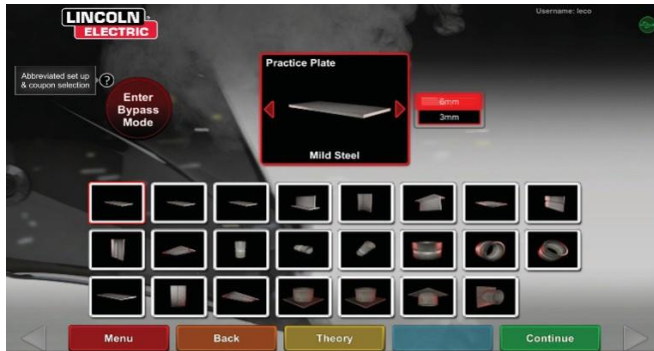 LINCOLN
ELECTRIC
Username: leco
Abbreviated set up
& coupon selection
?
Enter
Bypass
Mode
Practice Plate
Mild Steel
6mm
3mm
Menu
Back
Theory
Continue